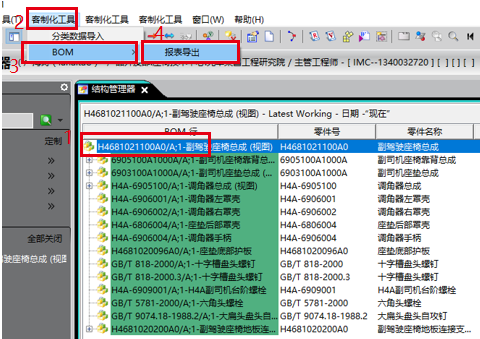 具(T) 客制化工具 客制化工具 客制化工具 窗口(W) 帮助(H)
2
分类数据导入
4
BOM 报表导出
3
工程研究院 / 主管工程师 - [ IMC--1340032720 ] [ ] [ ]
结构管理器
H4681021100A0/A;1-副驾驶座椅总成 (视图) - Latest Working - 日期 -“现在”
BOM 行 零件号 零件名称
1
定制
全部关闭
驶座椅总成 (视图
H4681021100A0/A;1-副驾驶座椅总成 (视图) H4681021100A0 副驾驶座椅总成
6905101A1000A/A;1-副司机座椅靠背总... 6905101A1000A 副司机座椅靠背总...
6903100A1000A/A;1-副司机座垫总成... 6903100A1000A 副司机座垫总成
H4A-6905100/A;1-调角器总成 (视图) H4A-6905100 调角器总成
H4A-6906001/A;1-调角器左罩壳 H4A-6906001 调角器左罩壳
H4A-6906002/A;1-调角器右罩壳 H4A-6906002 调角器右罩壳
H4A-6806004/A;1-座垫后部罩壳 H4A-6806004 座垫后部罩壳
H4A-6906004/A;1-调角器手柄 H4A-6906004 调角器手柄
H4681020096A0/A;1-座垫底部护板 H4681020096A0 座垫底部护板
GB/T 818-2000/A;1-十字槽盘头螺钉 GB/T 818-2000 十字槽盘头螺钉
GB/T 818-2000.3/A;1-十字槽盘头螺钉 GB/T 818-2000.3 十字槽盘头螺钉
H4A-6909001/A;1-H4A副司机台阶螺栓 H4A-6909001 副司机台阶螺栓
GB/T 5781-2000/A;1-六角头螺栓 GB/T 5781-2000 六角头螺栓
GB/T 9074.18-1988.2/A;1-大扁头盘头自... GB/T 9074.18-1988.2 大扁头盘头自攻钉
H4681020200A0/A;1-副驾驶座椅地板连... H4681020200A0 副驾驶座椅地板连接支...